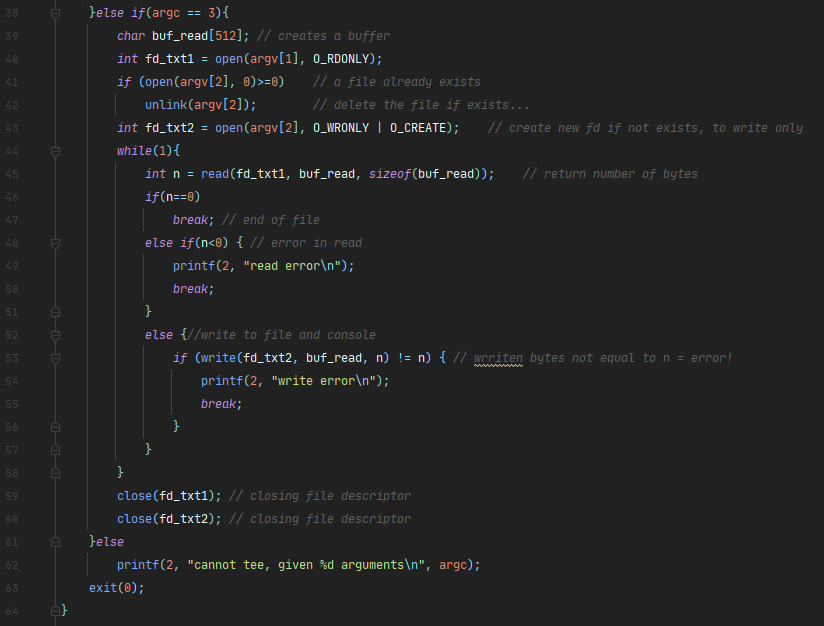 38 }else if(argc == 3){
39 char buf_read[512]; // creates a buffer
40 int fd_txt1 = open(argv[1], O_RDONLY);
41 if (open(argv[2], 0)>=0) // a file already exists
42 unlink(argv[2]); // delete the file if exists...
43 int fd_txt2 = open(argv[2], O_WRONLY | O_CREATE); // create new fd if not exists, to write only
44 while(1){
45 int n = read(fd_txt1, buf_read, sizeof(buf_read)); // return number of bytes
46 if(n==0)
47 break; // end of file
48 else if(n<0) { // error in read
49 printf(2, "read error\n");
50 break;
51 }
52 else {//write to file and console
53 if (write(fd_txt2, buf_read, n) != n) { // wrriten bytes not equal to n = error!
54 printf(2, "write error\n");
55 break;
56 }
57 }
58 }
59 close(fd_txt1); // closing file descriptor
60 close(fd_txt2); // closing file descriptor
61 }else
62 printf(2, "cannot tee, given %d arguments\n", argc);
63 exit(0);
64 }